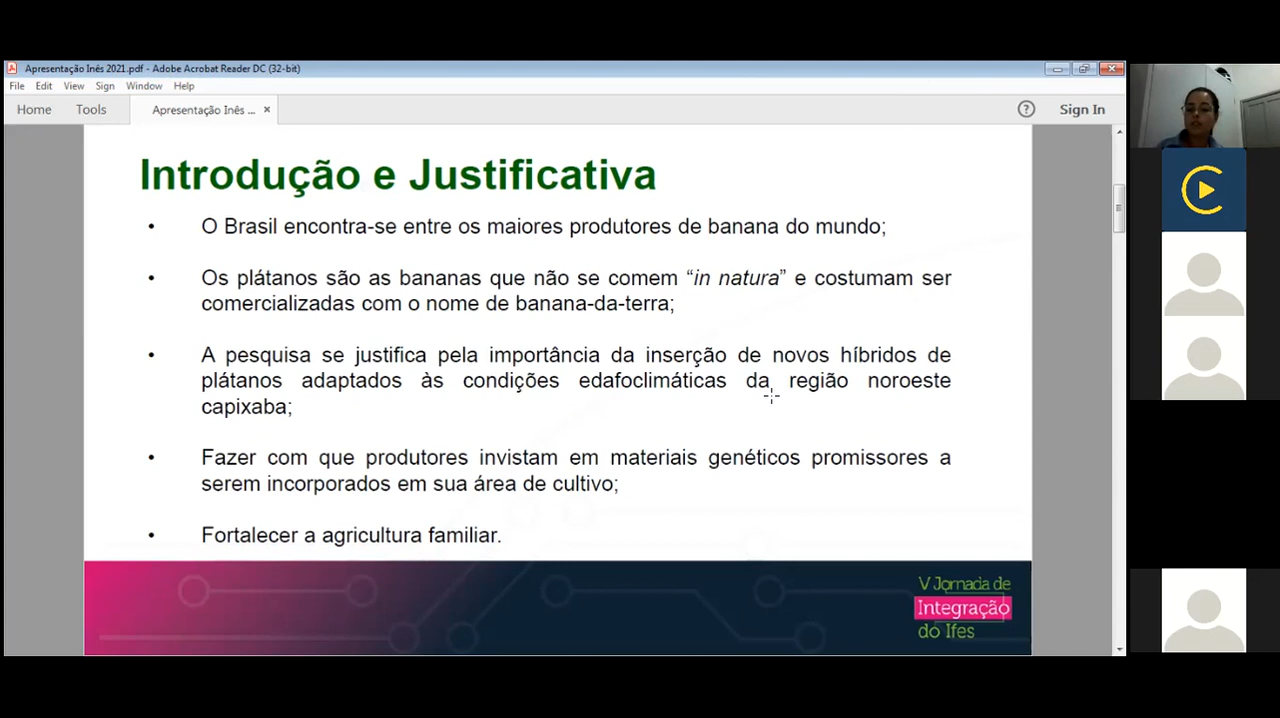 Apresentação Inês 2021.pdf - Adobe Acrobat Reader DC (32-bit)
File Edit View Sign Window Help
Home Tools Apresentação Inês ... × Sign In
Introdução e Justificativa
• O Brasil encontra-se entre os maiores produtores de banana do mundo;
• Os plátanos são as bananas que não se comem “in natura” e costumam ser
comercializadas com o nome de banana-da-terra;
• A pesquisa se justifica pela importância da inserção de novos híbridos de
plátanos adaptados às condições edafoclimáticas da região noroeste
capixaba;
• Fazer com que produtores invistam em materiais genéticos promissores a
serem incorporados em sua área de cultivo;
• Fortalecer a agricultura familiar.
V Jornada de
Integração
do Ifes